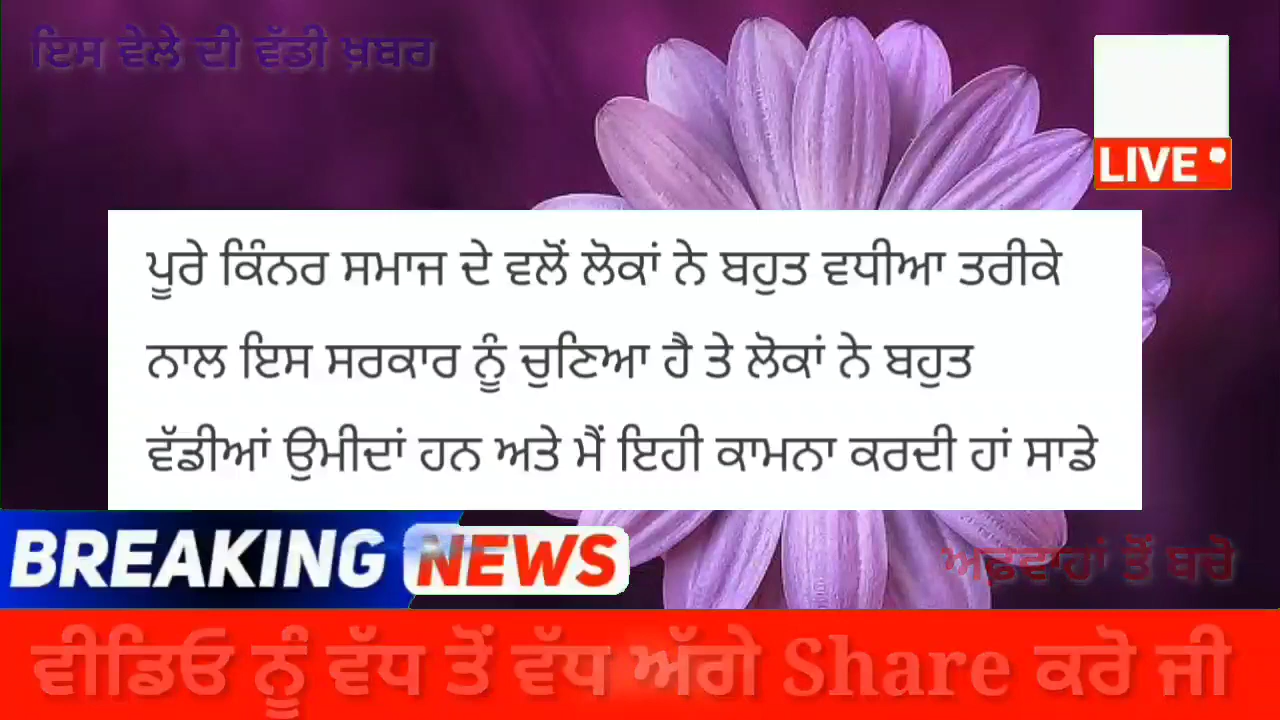 ਇਸ ਵੇਲੇ ਦੀ ਵੱਡੀ ਖ਼ਬਰ
LIVE
ਪੂਰੇ ਕਿੰਨਰ ਸਮਾਜ ਦੇ ਵਲੋਂ ਲੋਕਾਂ ਨੇ ਬਹੁਤ ਵਧੀਆ ਤਰੀਕੇ
ਨਾਲ ਇਸ ਸਰਕਾਰ ਨੂੰ ਚੁਣਿਆ ਹੈ ਤੇ ਲੋਕਾਂ ਨੇ ਬਹੁਤ
ਵੱਡੀਆਂ ਉਮੀਦਾਂ ਹਨ ਅਤੇ ਮੈਂ ਇਹੀ ਕਾਮਨਾ ਕਰਦੀ ਹਾਂ ਸਾਡੇ
BREAKING NEWS
ਅਫ਼ਵਾਹਾਂ ਤੋਂ ਬਚੋ
ਵੀਡਿਓ ਨੂੰ ਵੱਧ ਤੋਂ ਵੱਧ ਅੱਗੇ Share ਕਰੋ ਜੀ